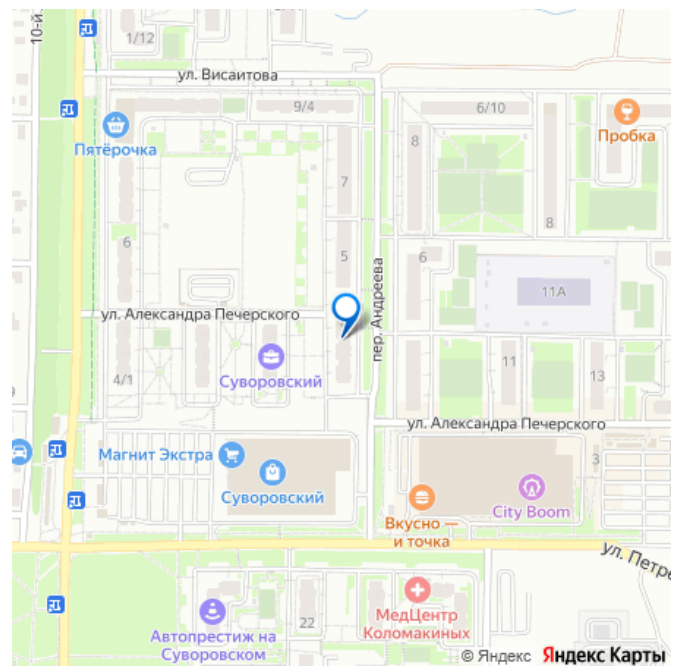 10-й.
1/12
ул. Висаитова
9/4
6/10
Пробка
Пятёрочка
8
7
8
6
5
6
пер. Андреева
11А
ул. Александра Печерского
Суворовский
4/1
11
13
9
ул. Александра Печерского
Магнит Экстра
Суворовский
3
City Boom
Вкусно —
и точка
ул. Петре
22
МедЦентр
Коломакиных
Автопрестиж на
Суворовском
© Яндекс Яндекс Карты